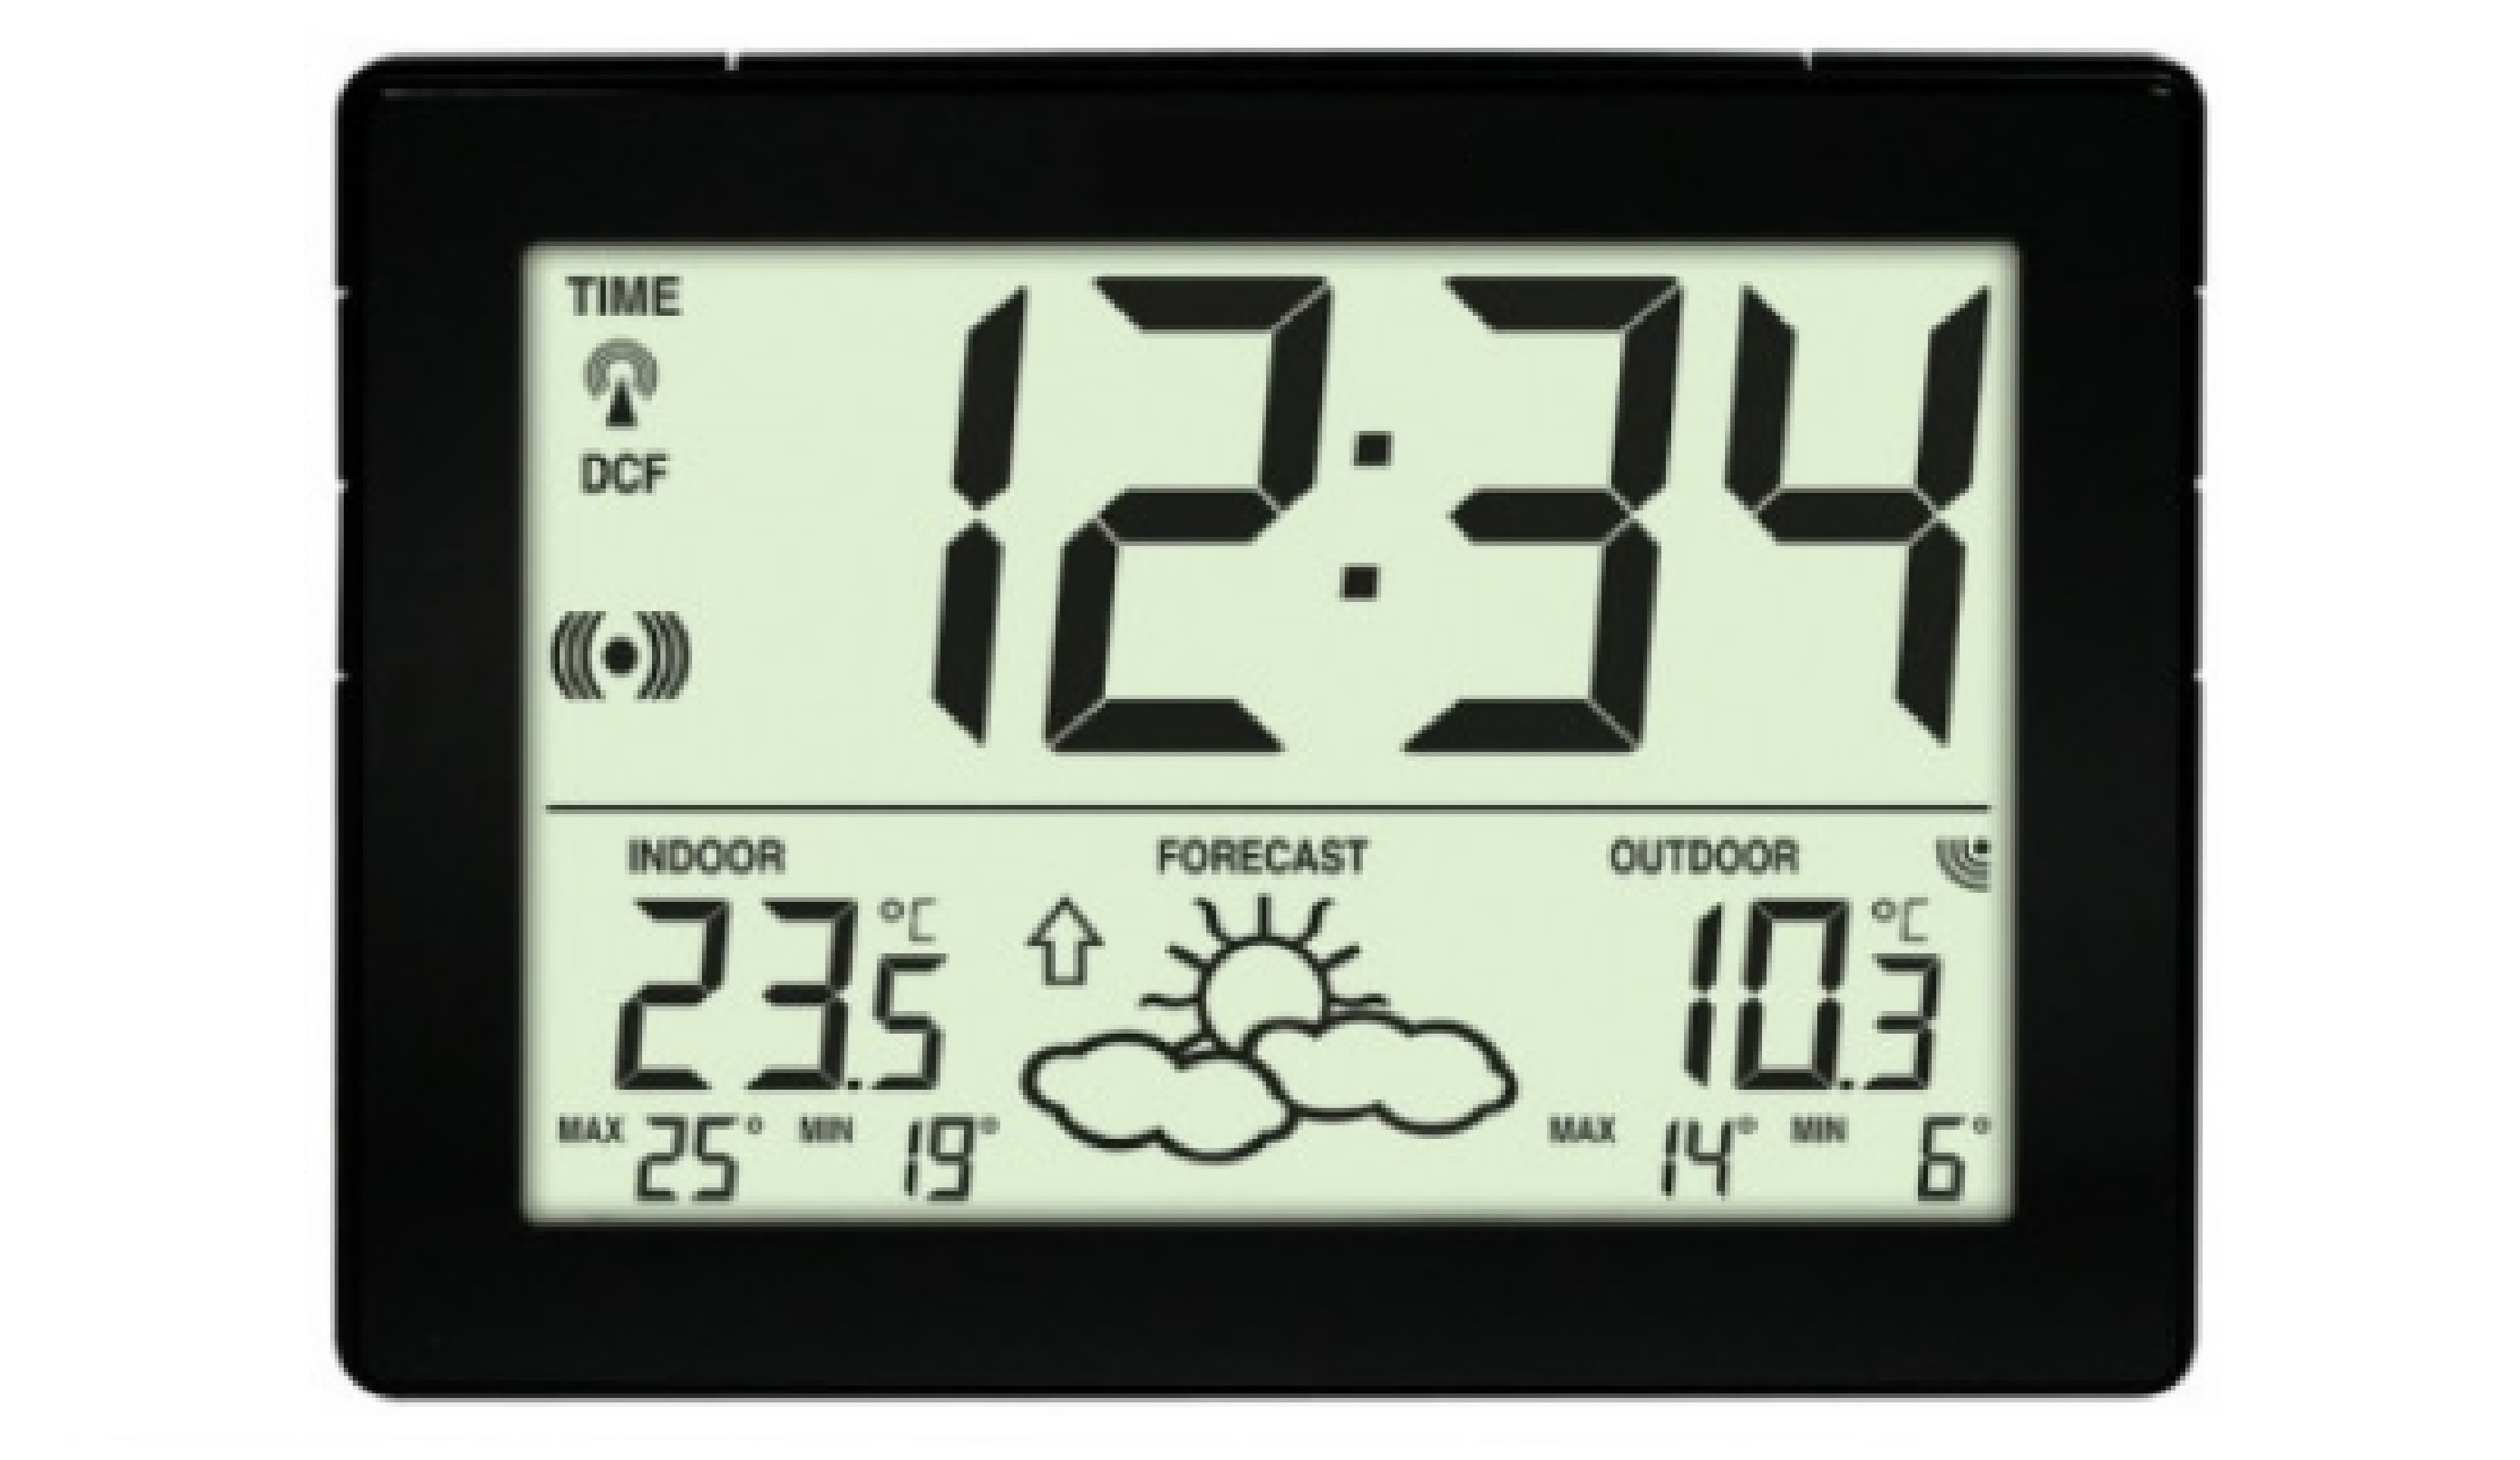 TIME 12:34
DCF
INDOOR FORECAST OUTDOOR
23.5 °C 10.3 °C
MAX 25° MIN 19° MAX 14° MIN 6°